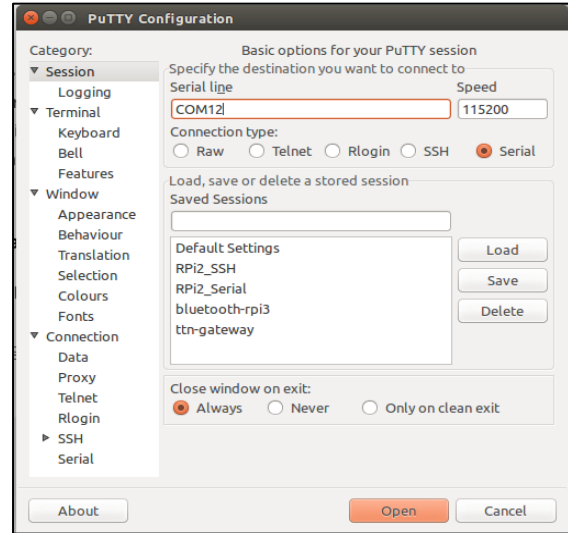 PuTTY Configuration
Category:
Basic options for your PuTTY session
Session
Logging
Terminal
Keyboard
Bell
Features
Window
Appearance
Behaviour
Translation
Selection
Colours
Fonts
Connection
Data
Proxy
Telnet
Rlogin
SSH
Serial
Specify the destination you want to connect to
Serial line Speed
COM12 115200
Connection type:
Raw Telnet Rlogin SSH Serial
Load, save or delete a stored session
Saved Sessions
Default Settings
RPi2_SSH
RPi2_Serial
bluetooth-rpi3
ttn-gateway
Load
Save
Delete
Close window on exit:
Always Never Only on clean exit
About Open Cancel